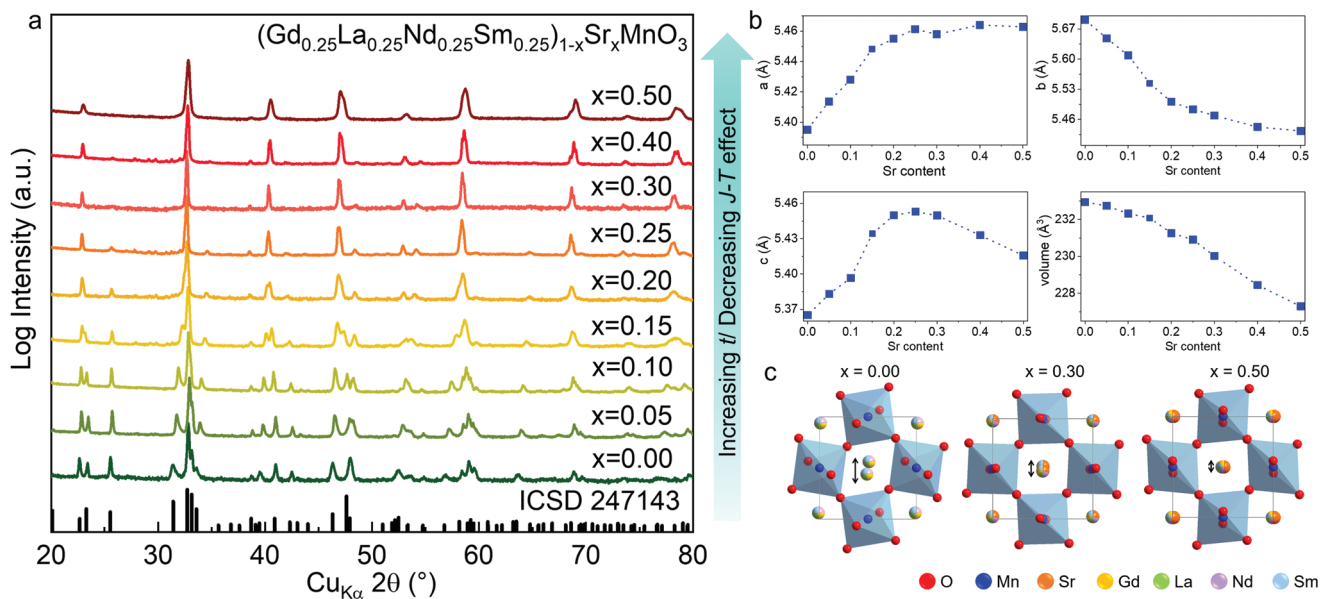 a
(Gd0.25La0.25Nd0.25Sm0.25)1-xSrxMnO3
x=0.50
x=0.40
x=0.30
x=0.25
x=0.20
x=0.15
x=0.10
x=0.05
x=0.00
ICSD 247143
Log Intensity (a.u.)
20 30 40 50 60 70 80
CuKα 2θ (°)
Increasing t/ Decreasing J-T effect
b
5.46
5.44
5.42
5.40
a (Å)
0.0 0.1 0.2 0.3 0.4 0.5
Sr content
5.67
5.60
5.53
5.46
b (Å)
0.0 0.1 0.2 0.3 0.4 0.5
Sr content
5.46
5.43
5.40
5.37
c (Å)
0.0 0.1 0.2 0.3 0.4 0.5
Sr content
232
230
228
volume (Å3)
0.0 0.1 0.2 0.3 0.4 0.5
Sr content
c
x = 0.00 x = 0.30 x = 0.50
O Mn Sr Gd La Nd Sm